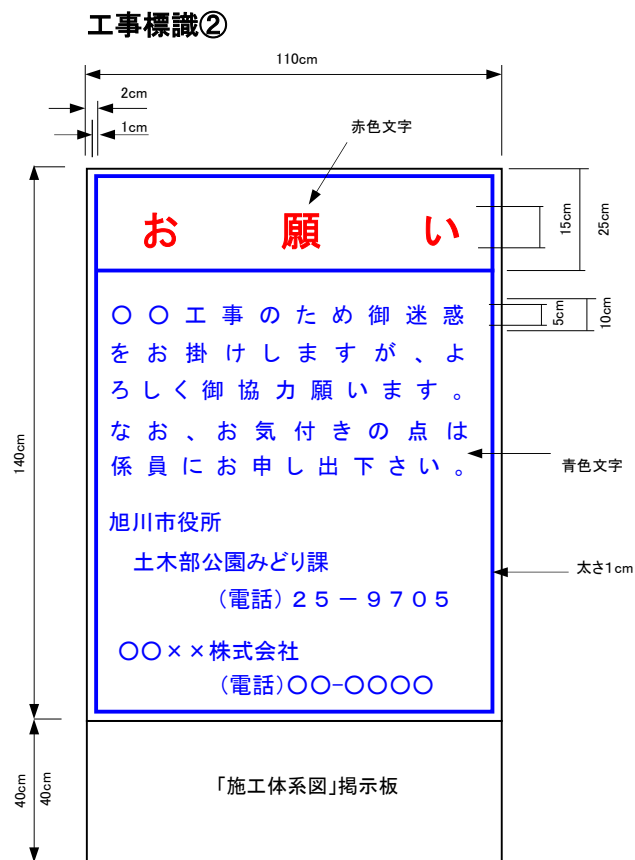 工事標識②
110cm
2cm
1cm
赤色文字
お願い
15cm
25cm
〇〇工事のため御迷惑
をお掛けしますが、よ
ろしく御協力願います。
なお、お気付きの点は
係員にお申し出下さい。
5cm
10cm
140cm
青色文字
旭川市役所
土木部公園みどり課
（電話）２５－９７０５
太さ1cm
〇〇××株式会社
（電話）〇〇-〇〇〇〇
40cm
40cm
「施工体系図」掲示板